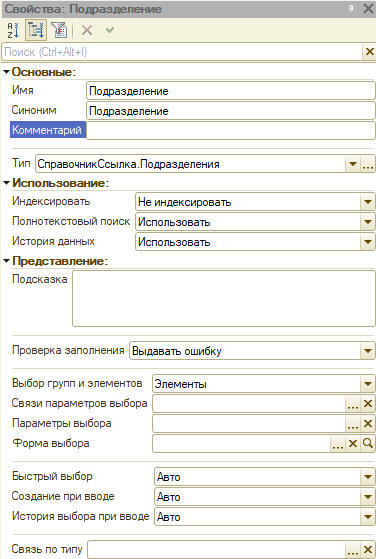 Свойства: Подразделение
Поиск (Ctrl+Alt+I)
Основные:
Имя Подразделение
Синоним Подразделение
Комментарий
Тип СправочникСсылка.Подразделения
Использование:
Индексировать Не индексировать
Полнотекстовый поиск Использовать
История данных Использовать
Представление:
Подсказка
Проверка заполнения Выдавать ошибку
Выбор групп и элементов Элементы
Связи параметров выбора
Параметры выбора
Форма выбора
Быстрый выбор Авто
Создание при вводе Авто
История выбора при вводе Авто
Связь по типу